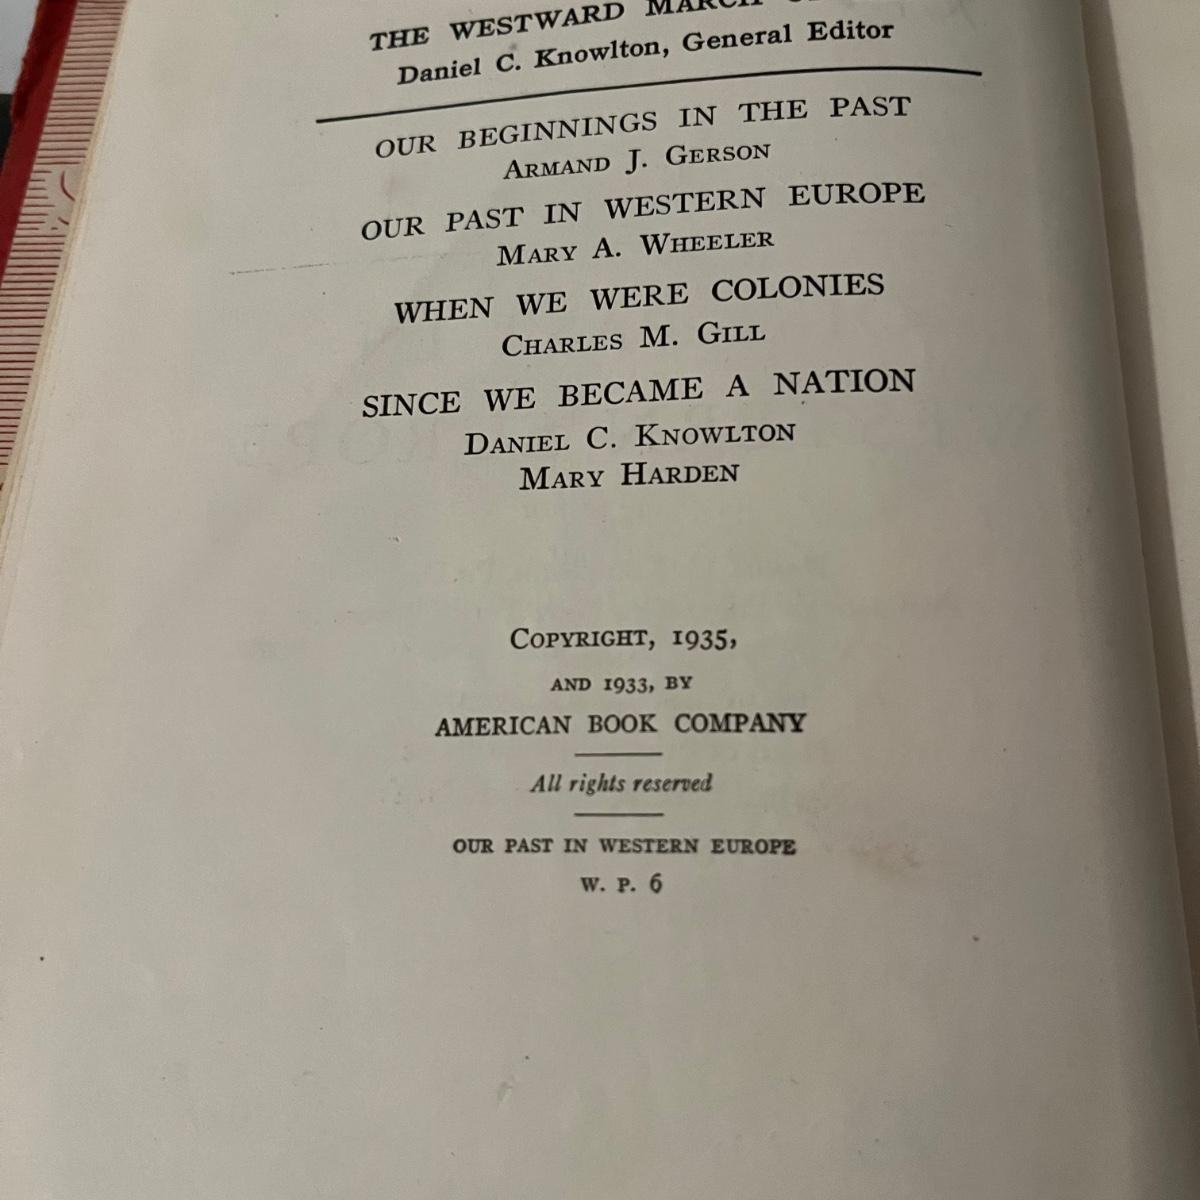 THE WESTWARD MARCH
Daniel C. Knowlton, General Editor
OUR BEGINNINGS IN THE PAST
ARMAND J. GERSON
OUR PAST IN WESTERN EUROPE
MARY A. WHEELER
WHEN WE WERE COLONIES
CHARLES M. GILL
SINCE WE BECAME A NATION
DANIEL C. KNOWLTON
MARY HARDEN
COPYRIGHT, 1935,
AND 1933, BY
AMERICAN BOOK COMPANY
All rights reserved
OUR PAST IN WESTERN EUROPE
W. P. 6